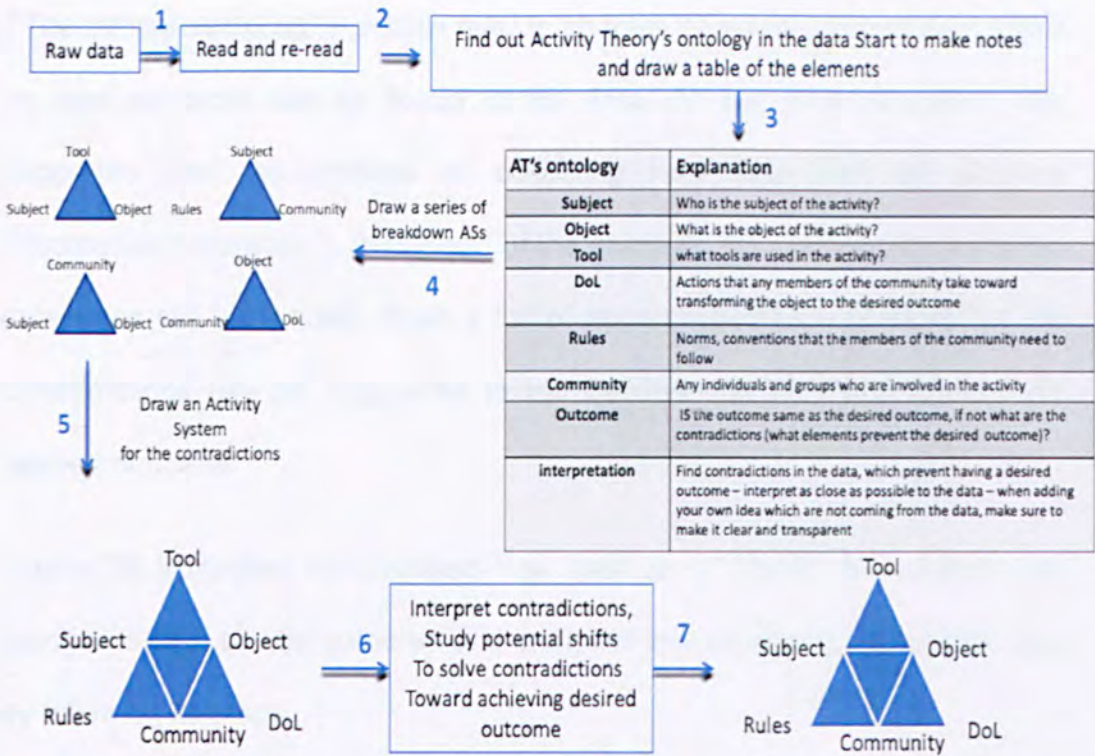 1
2
Raw data
Read and re-read
Find out Activity Theory's ontology in the data Start to make notes
and draw a table of the elements
3
AT's ontology Explanation
Subject Who is the subject of the activity?
Object What is the object of the activity?
Tool what tools are used in the activity?
DoL Actions that any members of the community take toward
transforming the object to the desired outcome
Rules Norms, conventions that the members of the community need to
follow
Community Any individuals and groups who are involved in the activity
Outcome IS the outcome same as the desired outcome, if not what are the
contradictions (what elements prevent the desired outcome)?
Interpretation Find contradictions in the data, which prevent having a desired
outcome – interpret as close as possible to the data – when adding
your own idea which are not coming from the data, make sure to
make it clear and transparent
Draw a series of
breakdown ASs
4
Tool
Subject Object
Subject
Rules Community
Community
Subject Object
Object
Community DoL
5
Draw an Activity
System
for the contradictions
Tool
Subject Object
Rules DoL
Community
6
Interpret contradictions,
Study potential shifts
To solve contradictions
Toward achieving desired
outcome
7
Tool
Subject Object
Rules DoL
Community